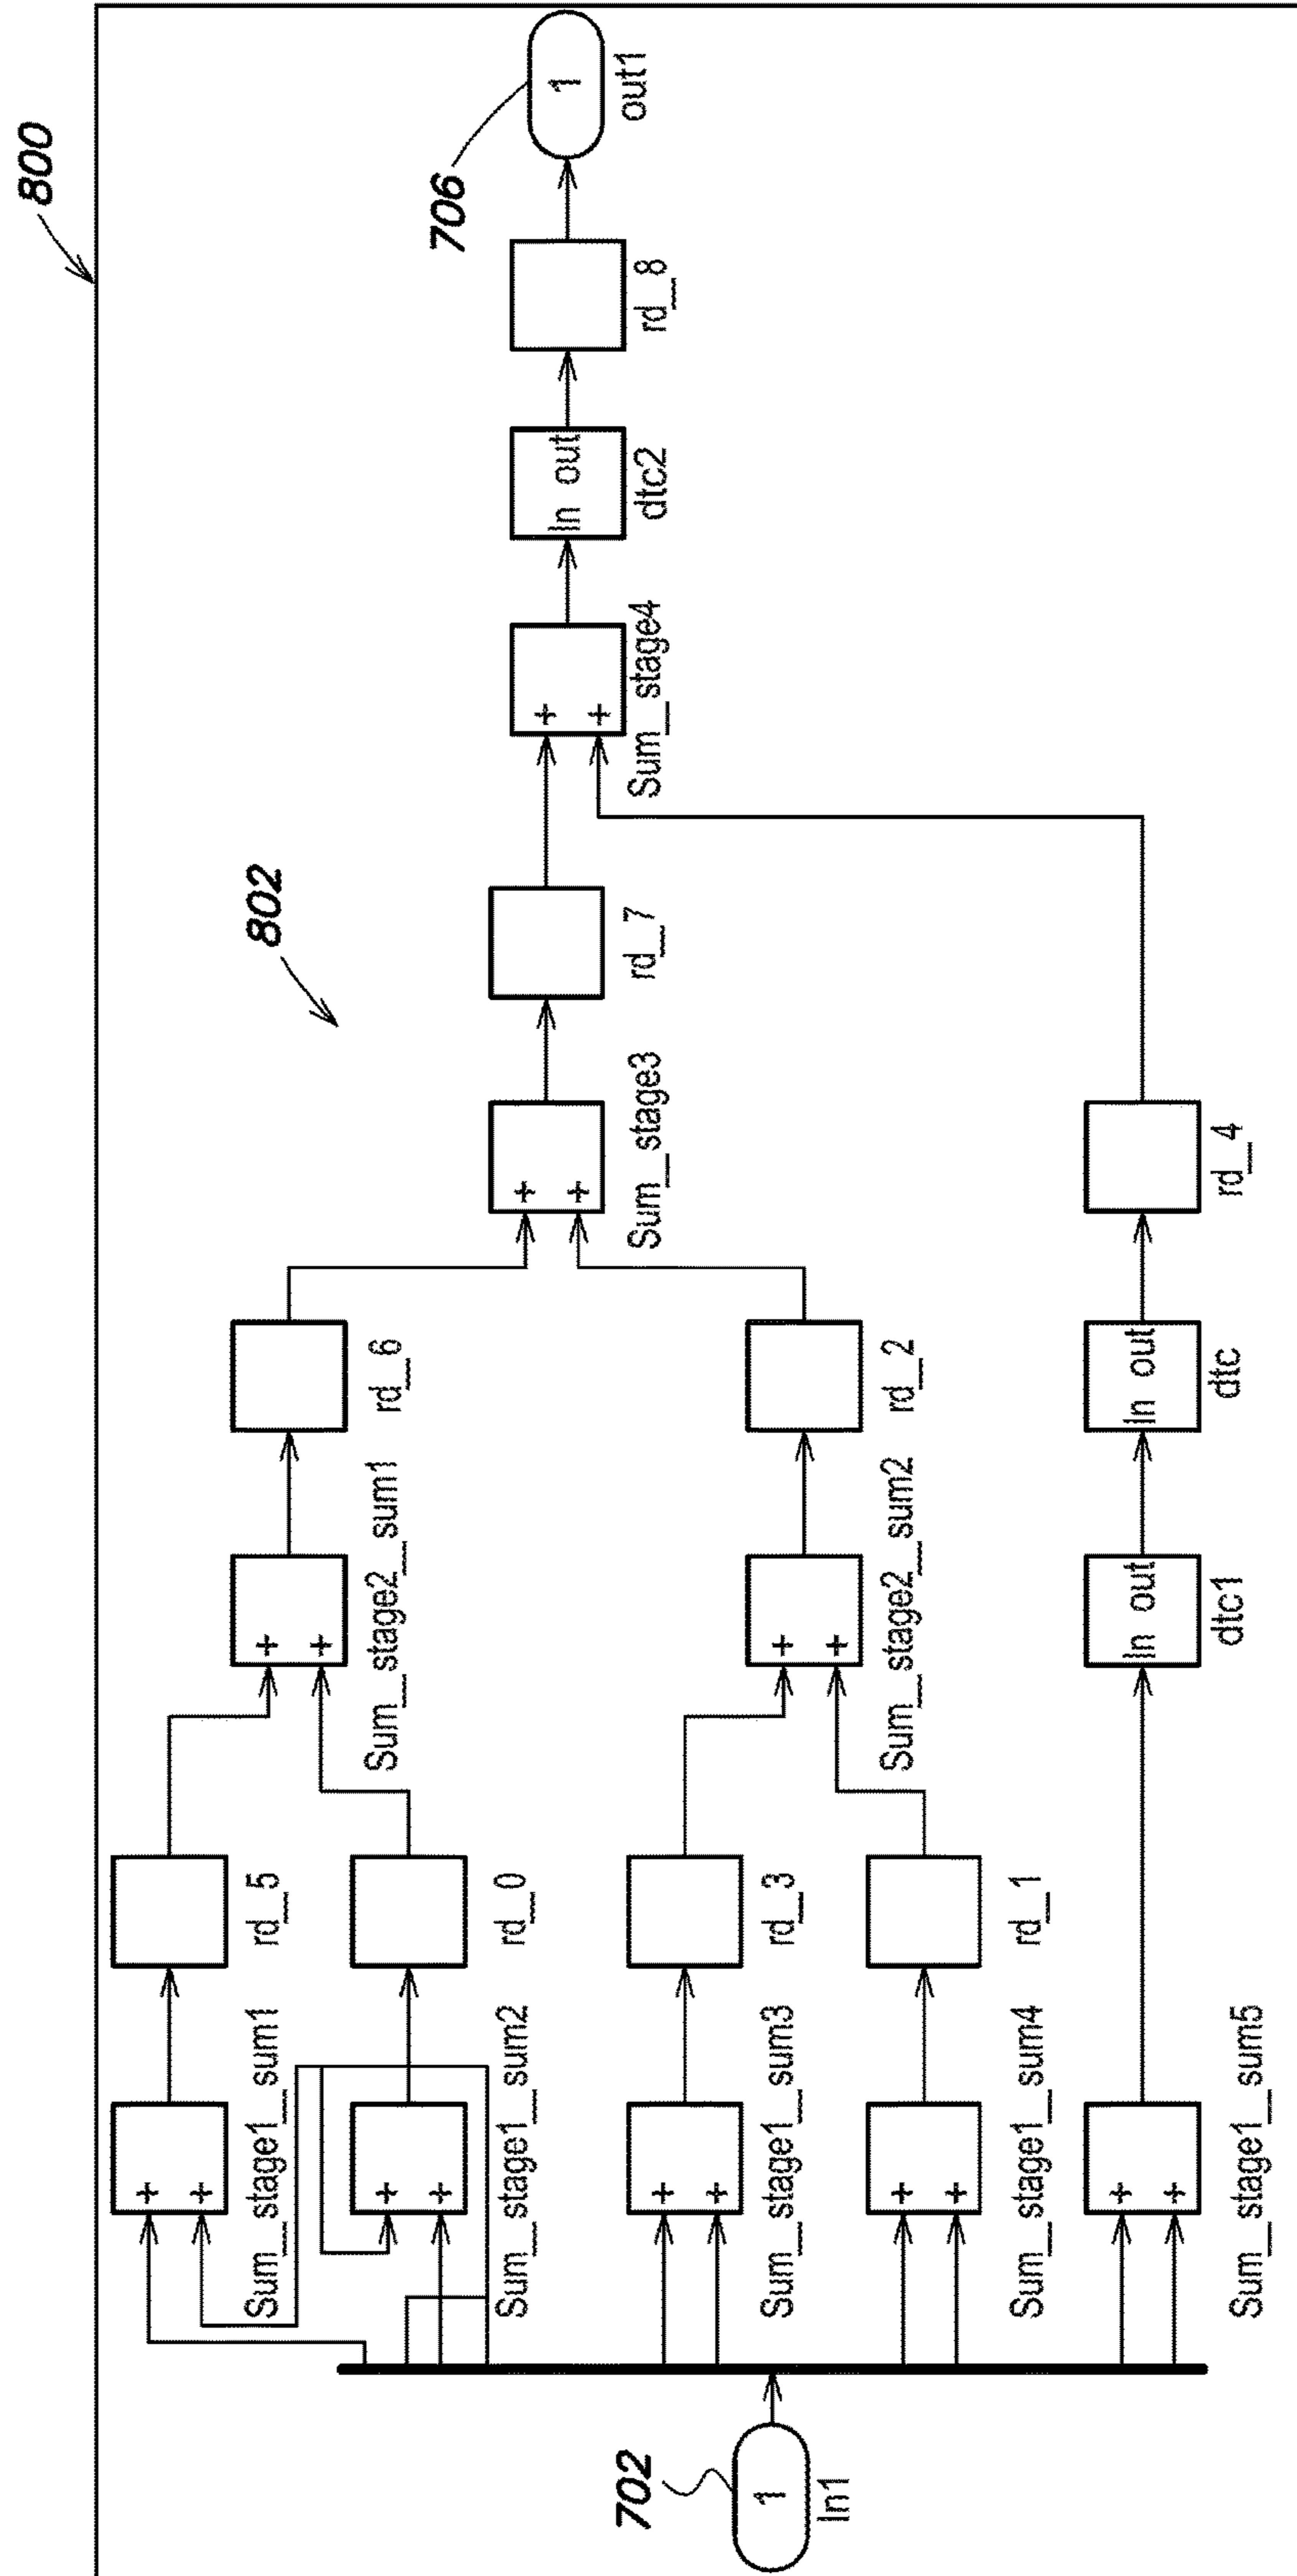 800
802
702
1
In1
+
+
Sum_stage1_sum1
rd_5
+
+
Sum_stage1_sum2
rd_0
+
+
Sum_stage2_sum1
rd_6
+
+
Sum_stage1_sum3
rd_3
+
+
Sum_stage1_sum4
rd_1
+
+
Sum_stage2_sum2
rd_2
+
+
Sum_stage3
rd_7
+
+
Sum_stage4
In out
dtc2
rd_8
706
1
out1
+
+
Sum_stage1_sum5
In out
dtc1
In out
dtc
rd_4